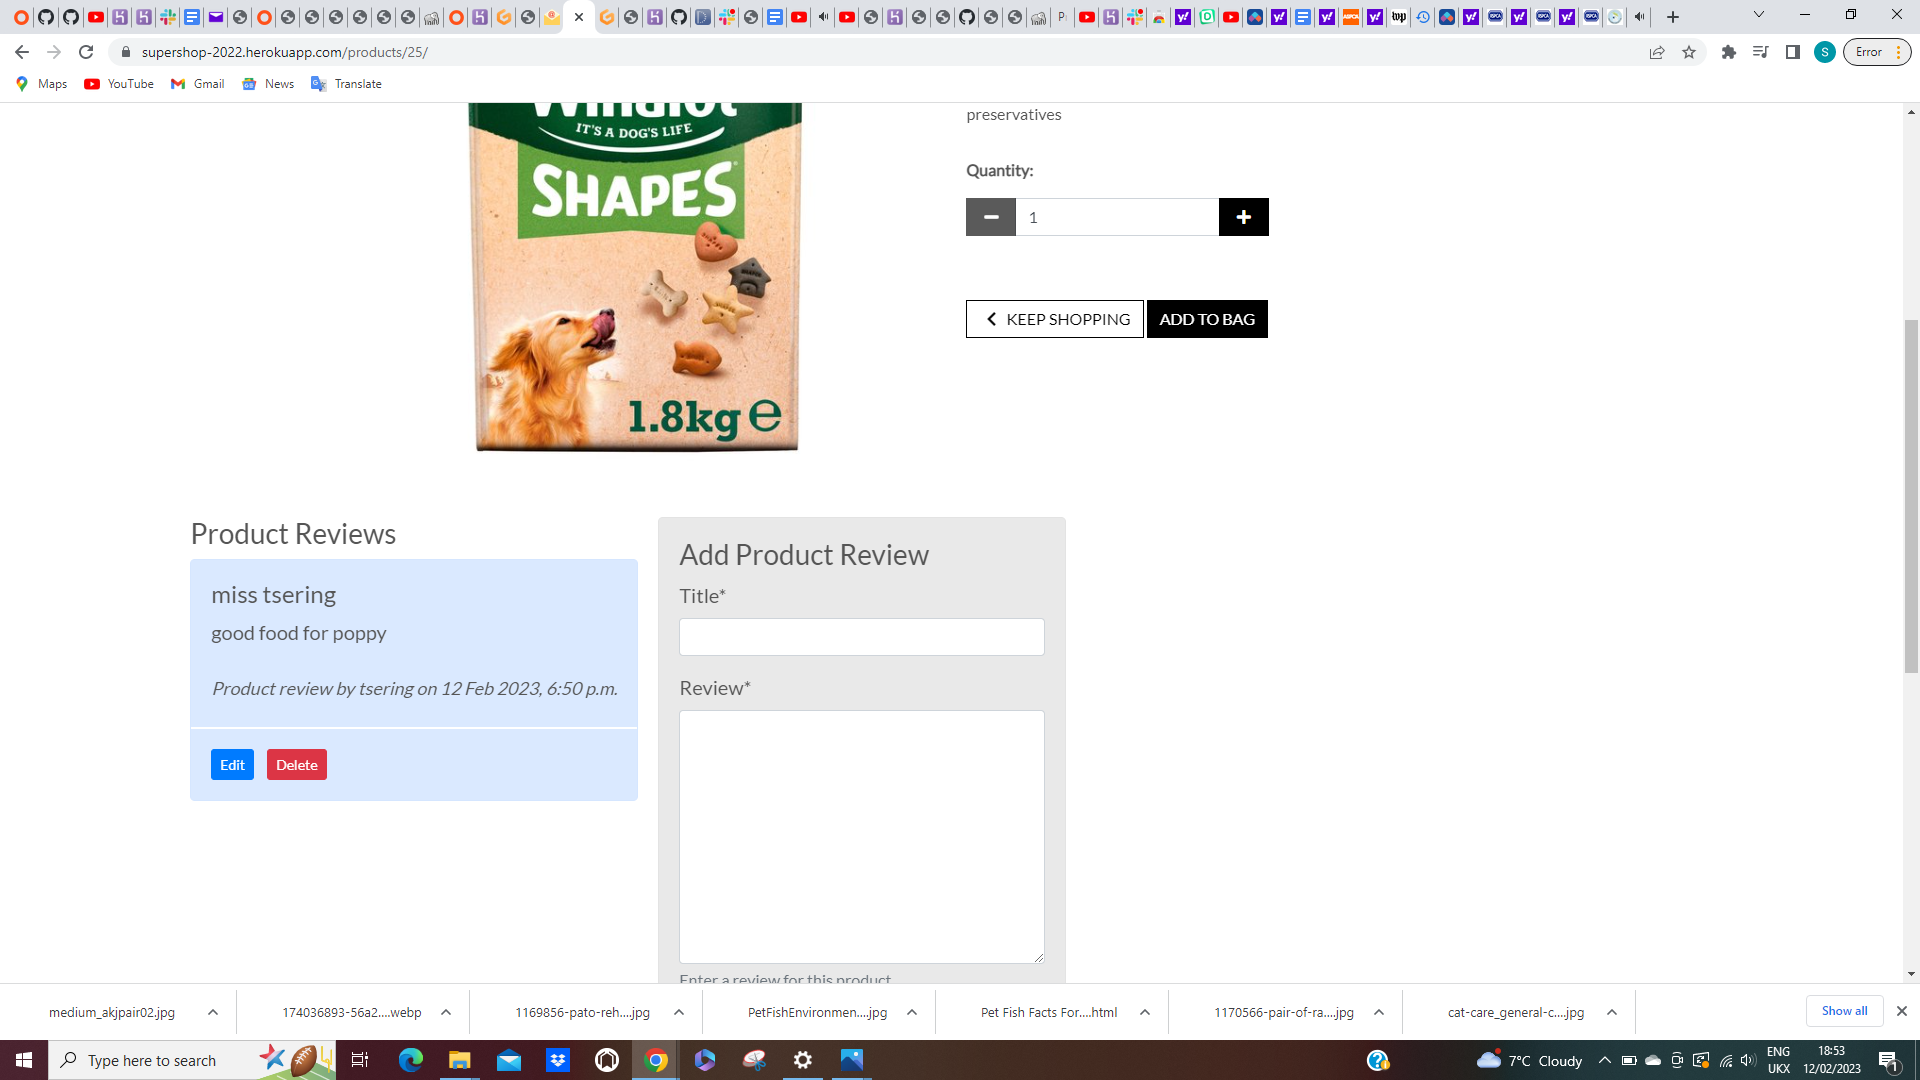 supershop-2022.herokuapp.com/products/25/
S
Error
Maps
YouTube
Gmail
News
Translate
IT'S A DOG'S LIFE
SHAPES
1.8kg e
preservatives
Quantity:
1
KEEP SHOPPING
ADD TO BAG
Product Reviews
miss tsering
good food for poppy
Product review by tsering on 12 Feb 2023, 6:50 p.m.
Edit
Delete
Add Product Review
Title*
Review*
Enter a review for this product
medium_akjpair02.jpg
174036893-56a2....webp
1169856-pato-reh....jpg
PetFishEnvironmen....jpg
Pet Fish Facts For....html
1170566-pair-of-ra....jpg
cat-care_general-c....jpg
Show all
Type here to search
7°C Cloudy
ENG
UKX
18:53
12/02/2023
1